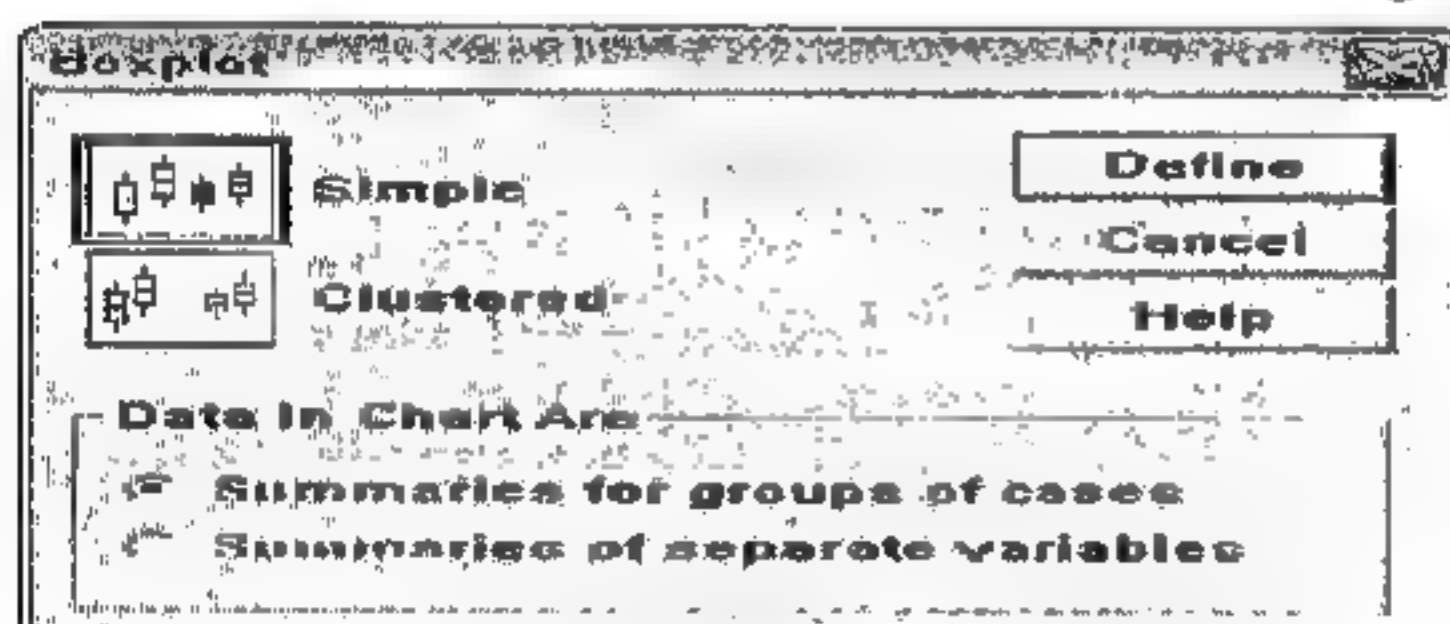 Boxplot
Simple
Clustered
Define
Cancel
Help
Data In Chart Are
Summaries for groups of cases
Summaries of separate variables